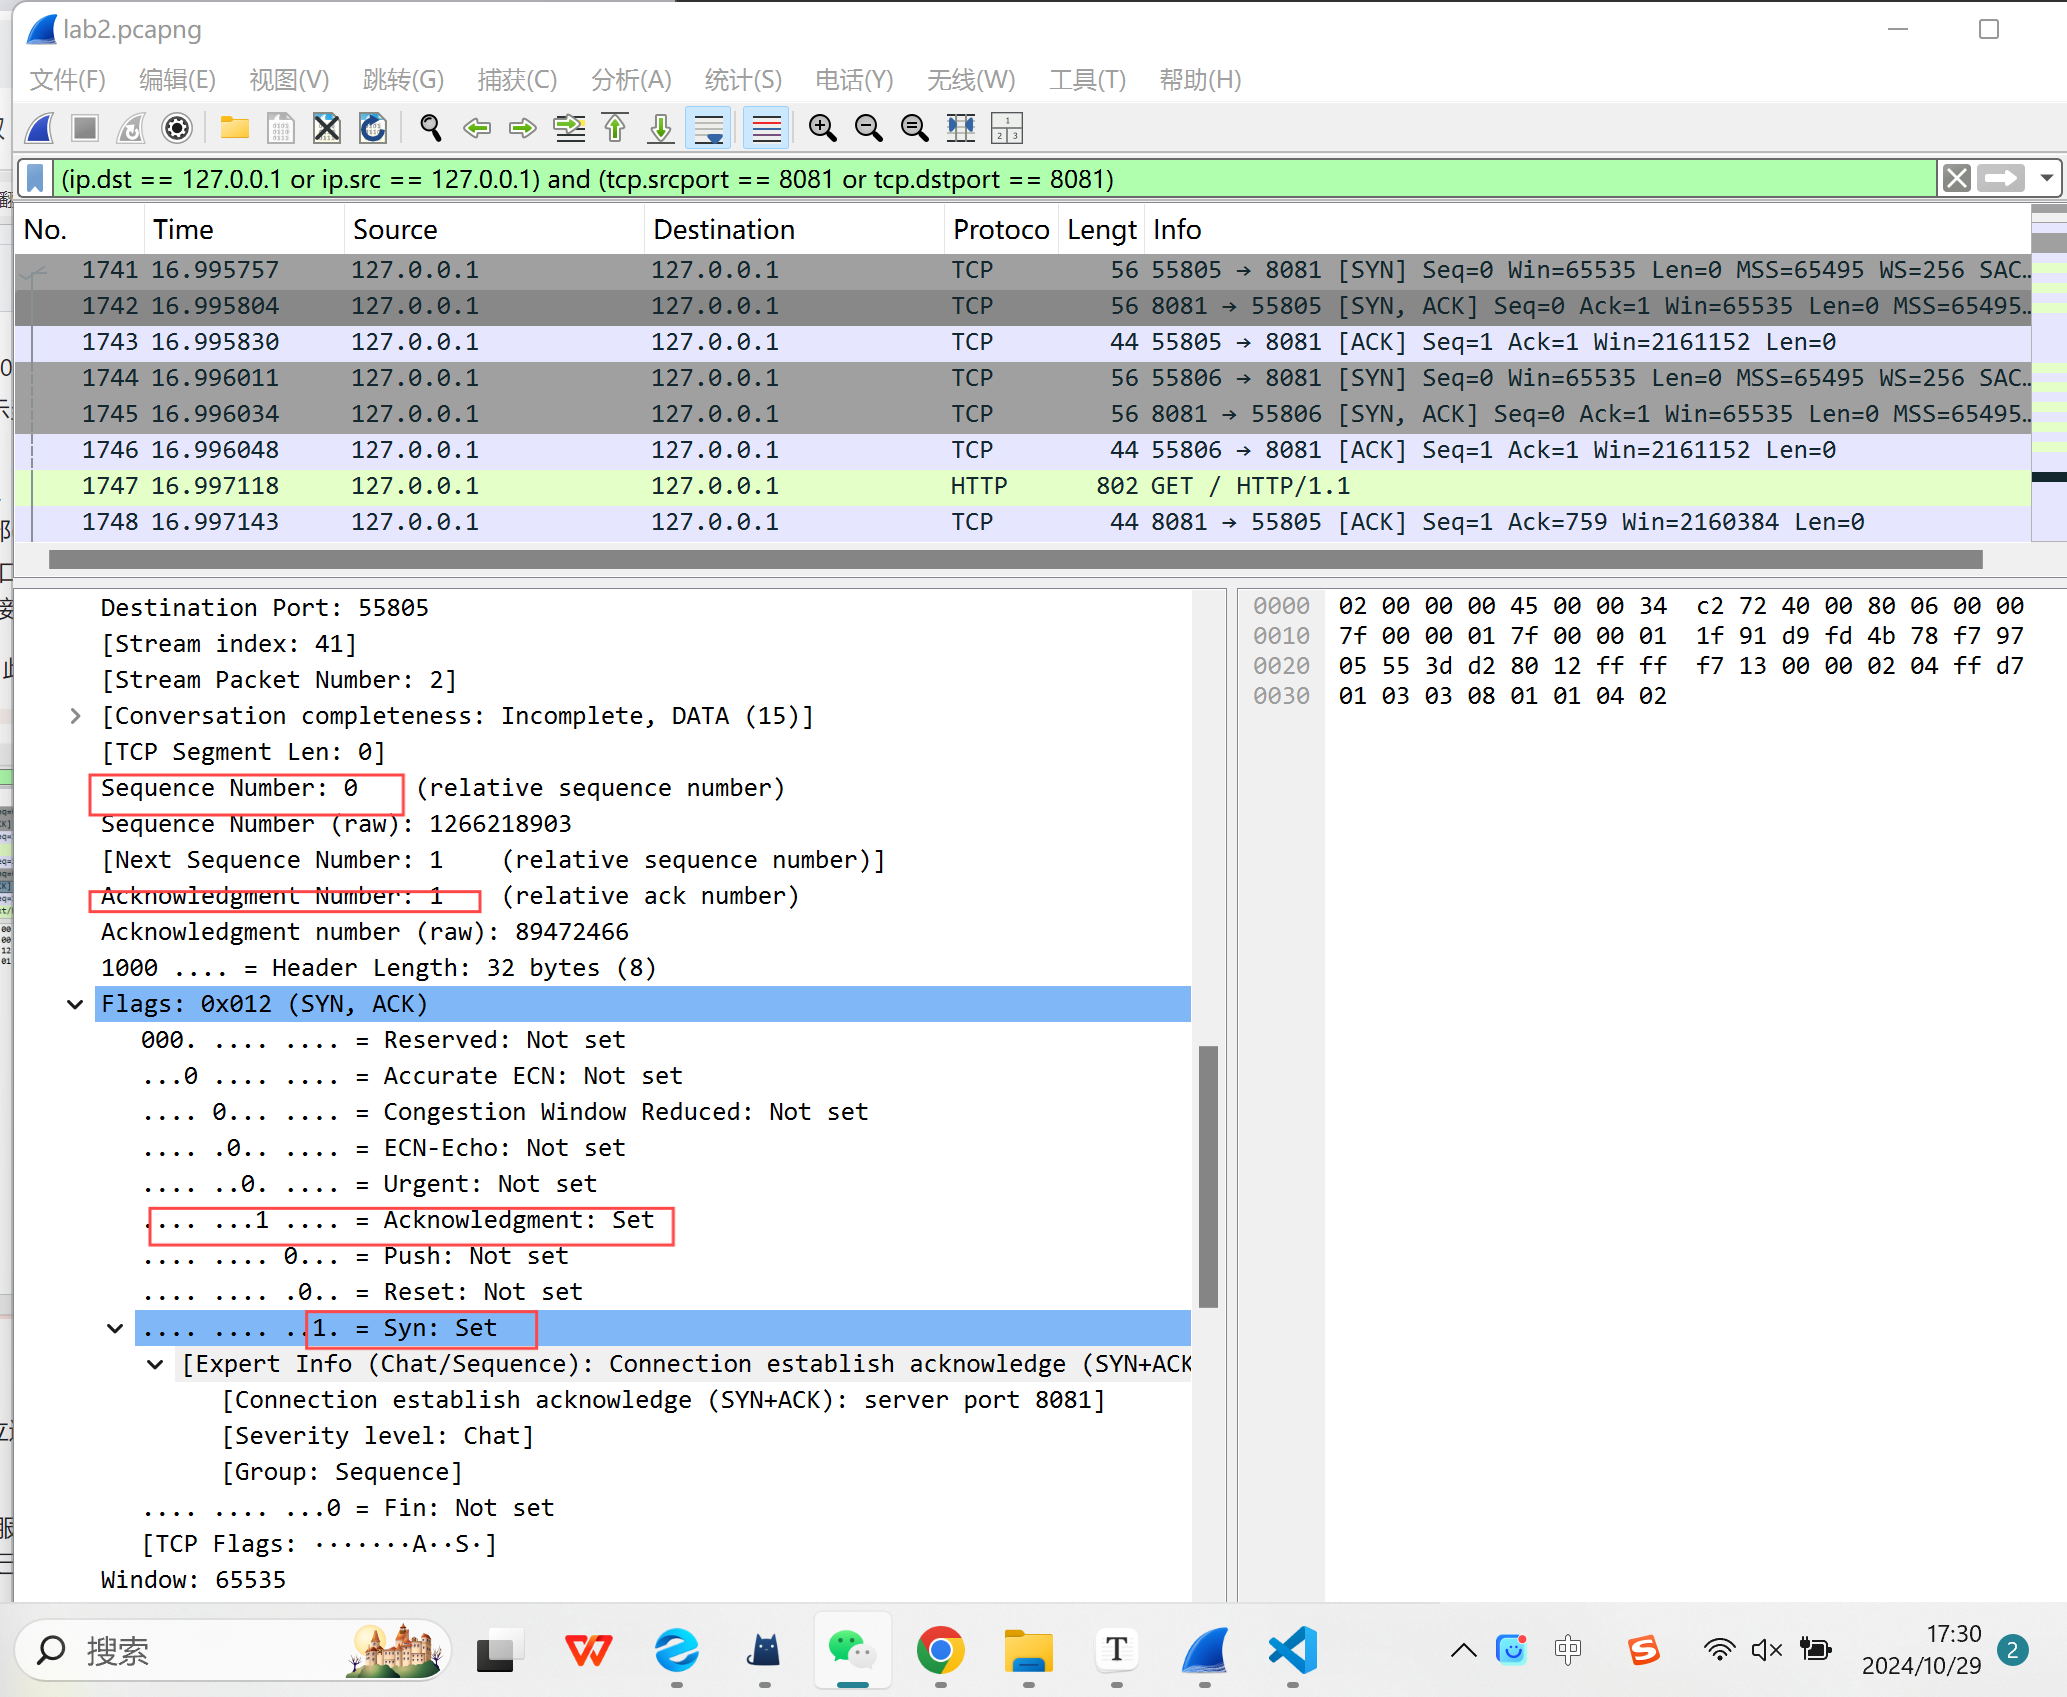 lab2.pcapng
文件(F) 编辑(E) 视图(V) 跳转(G) 捕获(C) 分析(A) 统计(S) 电话(Y) 无线(W) 工具(T) 帮助(H)
(ip.dst == 127.0.0.1 or ip.src == 127.0.0.1) and (tcp.srcport == 8081 or tcp.dstport == 8081)
No. Time Source Destination Protoco Lengt Info
1741 16.995757 127.0.0.1 127.0.0.1 TCP 56 55805 → 8081 [SYN] Seq=0 Win=65535 Len=0 MSS=65495 WS=256 SAC…
1742 16.995804 127.0.0.1 127.0.0.1 TCP 56 8081 → 55805 [SYN, ACK] Seq=0 Ack=1 Win=65535 Len=0 MSS=65495…
1743 16.995830 127.0.0.1 127.0.0.1 TCP 44 55805 → 8081 [ACK] Seq=1 Ack=1 Win=2161152 Len=0
1744 16.996011 127.0.0.1 127.0.0.1 TCP 56 55806 → 8081 [SYN] Seq=0 Win=65535 Len=0 MSS=65495 WS=256 SAC…
1745 16.996034 127.0.0.1 127.0.0.1 TCP 56 8081 → 55806 [SYN, ACK] Seq=0 Ack=1 Win=65535 Len=0 MSS=65495…
1746 16.996048 127.0.0.1 127.0.0.1 TCP 44 55806 → 8081 [ACK] Seq=1 Ack=1 Win=2161152 Len=0
1747 16.997118 127.0.0.1 127.0.0.1 HTTP 802 GET / HTTP/1.1
1748 16.997143 127.0.0.1 127.0.0.1 TCP 44 8081 → 55805 [ACK] Seq=1 Ack=759 Win=2160384 Len=0
Destination Port: 55805
[Stream index: 41]
[Stream Packet Number: 2]
[Conversation completeness: Incomplete, DATA (15)]
[TCP Segment Len: 0]
Sequence Number: 0 (relative sequence number)
Sequence Number (raw): 1266218903
[Next Sequence Number: 1 (relative sequence number)]
Acknowledgment Number: 1 (relative ack number)
Acknowledgment number (raw): 89472466
1000 .... = Header Length: 32 bytes (8)
Flags: 0x012 (SYN, ACK)
000. .... .... = Reserved: Not set
...0 .... .... = Accurate ECN: Not set
.... 0... .... = Congestion Window Reduced: Not set
.... .0.. .... = ECN-Echo: Not set
.... ..0. .... = Urgent: Not set
.... ...1 .... = Acknowledgment: Set
.... .... 0... = Push: Not set
.... .... .0.. = Reset: Not set
.... .... ..1. = Syn: Set
[Expert Info (Chat/Sequence): Connection establish acknowledge (SYN+ACK
[Connection establish acknowledge (SYN+ACK): server port 8081]
[Severity level: Chat]
[Group: Sequence]
.... .... ...0 = Fin: Not set
[TCP Flags: ·······A··S·]
Window: 65535
0000 02 00 00 00 45 00 00 34 c2 72 40 00 80 06 00 00
0010 7f 00 00 01 7f 00 00 01 1f 91 d9 fd 4b 78 f7 97
0020 05 55 3d d2 80 12 ff ff f7 13 00 00 02 04 ff d7
0030 01 03 03 08 01 01 04 02
搜索
中
17:30
2024/10/29
2